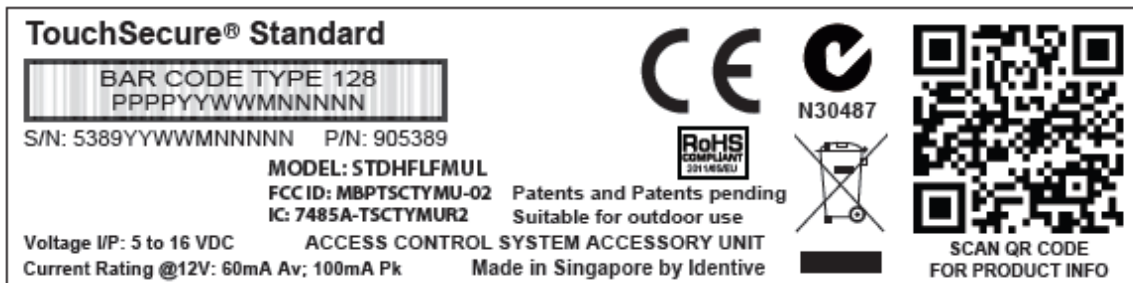 TouchSecure® Standard
BAR CODE TYPE 128
PPPPYYWWMNNNNN
S/N: 5389YYWWMNNNNN P/N: 905389
MODEL: STDHFLFMUL
FCC ID: MBPTSCTYMU-02
IC: 7485A-TSCTYMUR2
Patents and Patents pending
Suitable for outdoor use
Voltage I/P: 5 to 16 VDC
ACCESS CONTROL SYSTEM ACCESSORY UNIT
Current Rating @12V: 60mA Av; 100mA Pk
Made in Singapore by Identive
CE
N30487
RoHS
COMPLIANT
2011/65/EU
SCAN QR CODE
FOR PRODUCT INFO